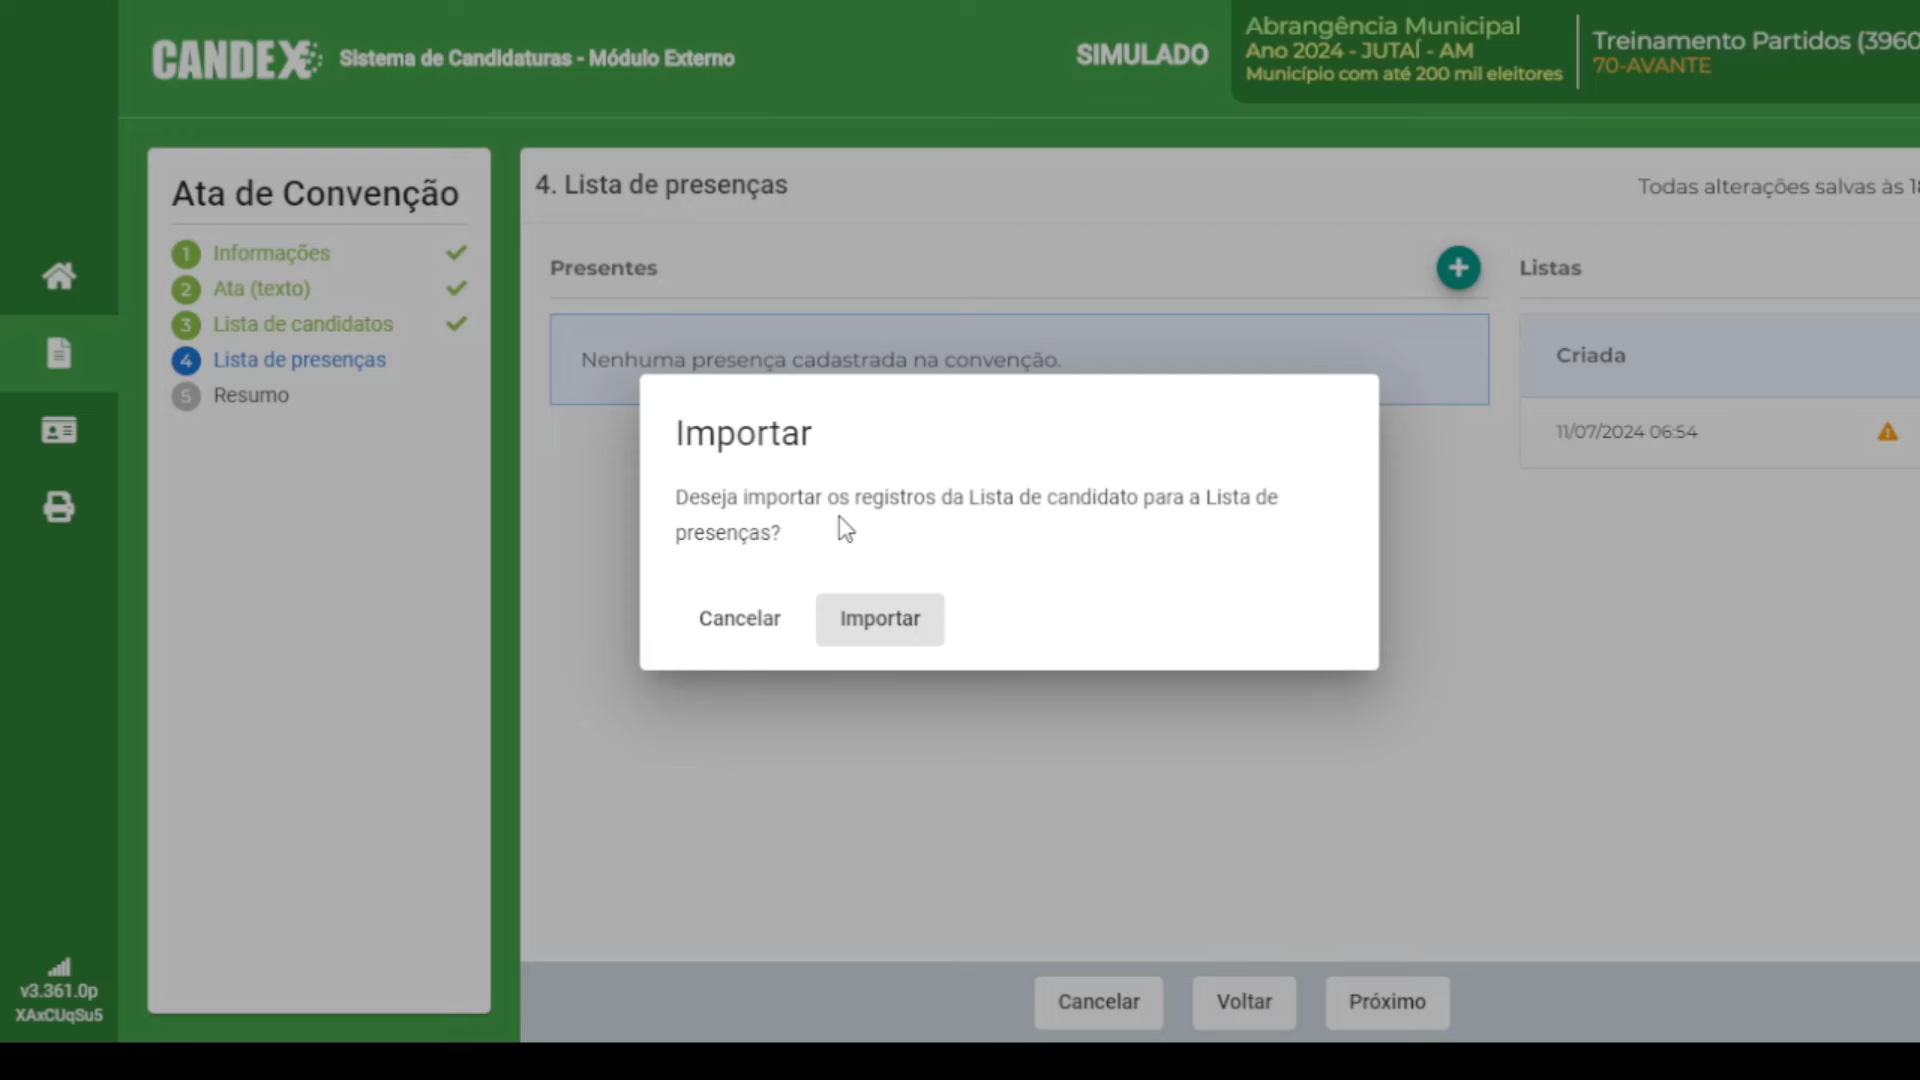 CANDEX
Sistema de Candidaturas - Módulo Externo
SIMULADO
Abrangência Municipal
Ano 2024 - JUTAÍ - AM
Município com até 200 mil eleitores
Treinamento Partidos (3960
70-AVANTE
Ata de Convenção
1 Informações
2 Ata (texto)
3 Lista de candidatos
4 Lista de presenças
5 Resumo
4. Lista de presenças
Todas alterações salvas às 18
Presentes
Nenhuma presença cadastrada na convenção.
Listas
Criada
11/07/2024 06:54
Importar
Deseja importar os registros da Lista de candidato para a Lista de
presenças?
Cancelar
Importar
Cancelar
Voltar
Próximo
v3.361.0p
XAxCUqSu5